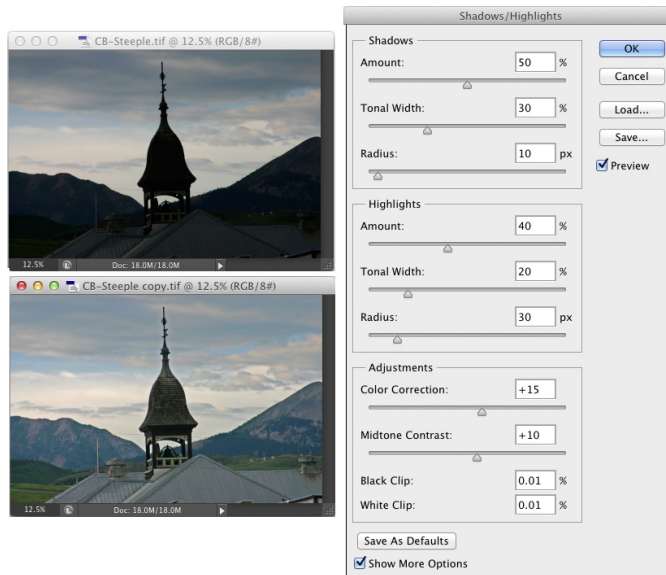 CB-Steeple.tif @ 12.5% (RGB/8#)
12.5%
Doc: 18.0M/18.0M
CB-Steeple copy.tif @ 12.5% (RGB/8#)
12.5%
Doc: 18.0M/18.0M
Shadows/Highlights
Shadows
Amount: 50 %
Tonal Width: 30 %
Radius: 10 px
Highlights
Amount: 40 %
Tonal Width: 20 %
Radius: 30 px
Adjustments
Color Correction: +15
Midtone Contrast: +10
Black Clip: 0.01 %
White Clip: 0.01 %
Save As Defaults
Show More Options
OK
Cancel
Load...
Save...
Preview